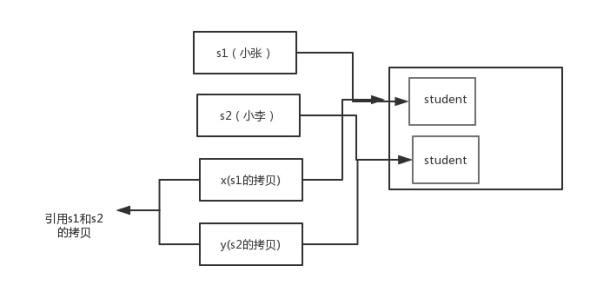 s1（小张）
student
s2（小李）
student
x(s1的拷贝)
引用s1和s2
的拷贝
y(s2的拷贝)